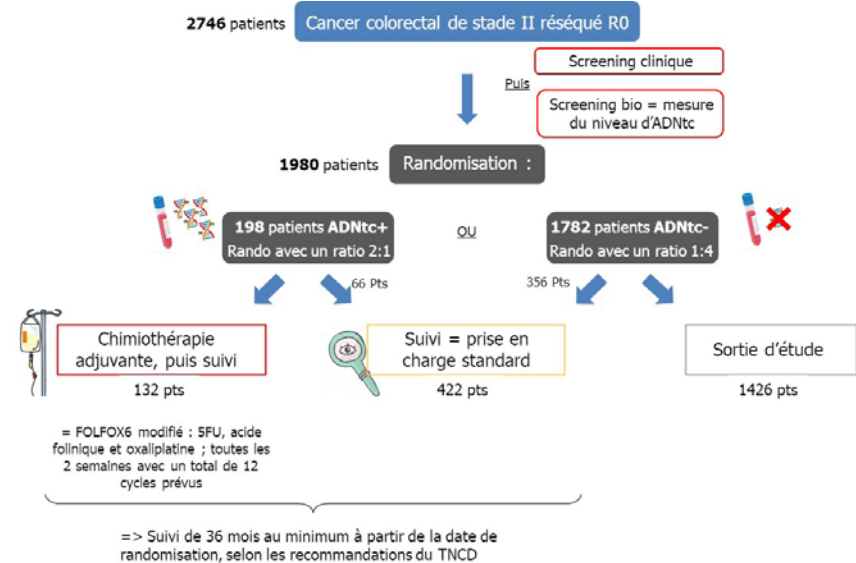 2746 patients
Cancer colorectal de stade II réséqué R0
Screening clinique
Puis
Screening bio = mesure
du niveau d'ADNtc
1980 patients
Randomisation :
198 patients ADNtc+
Rando avec un ratio 2:1
OU
1782 patients ADNtc-
Rando avec un ratio 1:4
66 Pts
356 Pts
Chimiothérapie
adjuvante, puis suivi
Suivi = prise en
charge standard
Sortie d'étude
132 pts
422 pts
1426 pts
= FOLFOX6 modifié : 5FU, acide
folinique et oxaliplatine ; toutes les
2 semaines avec un total de 12
cycles prévus
=> Suivi de 36 mois au minimum à partir de la date de
randomisation, selon les recommandations du TNCD